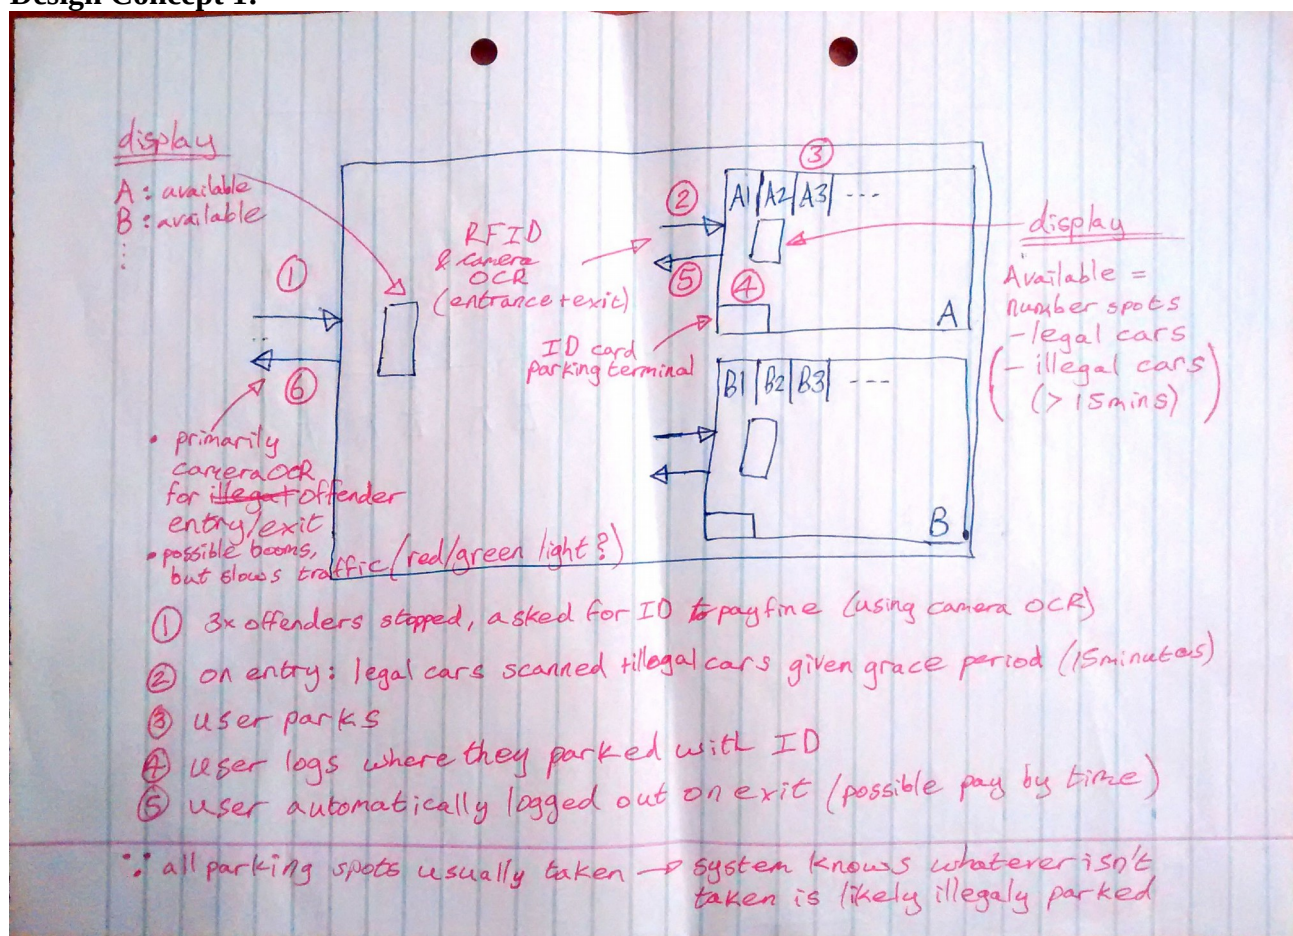 Design Concept 1:
display
A : available
B : available
⋮
①
⑥
• primarily
camera OCR
for illegal offender
entry/exit
• possible booms,
but slows traffic (red/green light?)
RFID
& camera
OCR
(entrance + exit)
ID card
parking terminal
②
⑤
③
A1 A2 A3 ---
④
A
B1 B2 B3 ---
B
display
Available =
number spots
- legal cars
(- illegal cars
(> 15mins))
① 3x offenders stopped, asked for ID to pay fine (using camera OCR)
② on entry: legal cars scanned + illegal cars given grace period (15minutes)
③ user parks
④ user logs where they parked with ID
⑤ user automatically logged out on exit (possible pay by time)
∵ all parking spots usually taken → system knows whatever isn't
taken is likely illegaly parked